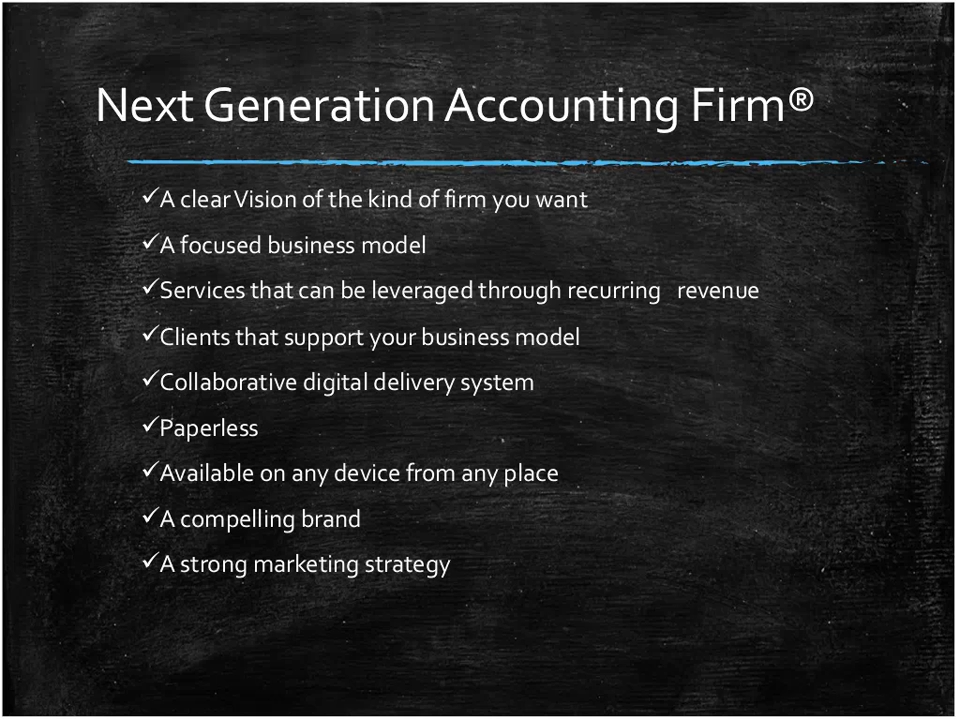 Next Generation Accounting Firm®
✓A clear Vision of the kind of firm you want
✓A focused business model
✓Services that can be leveraged through recurring   revenue
✓Clients that support your business model
✓Collaborative digital delivery system
✓Paperless
✓Available on any device from any place
✓A compelling brand
✓A strong marketing strategy